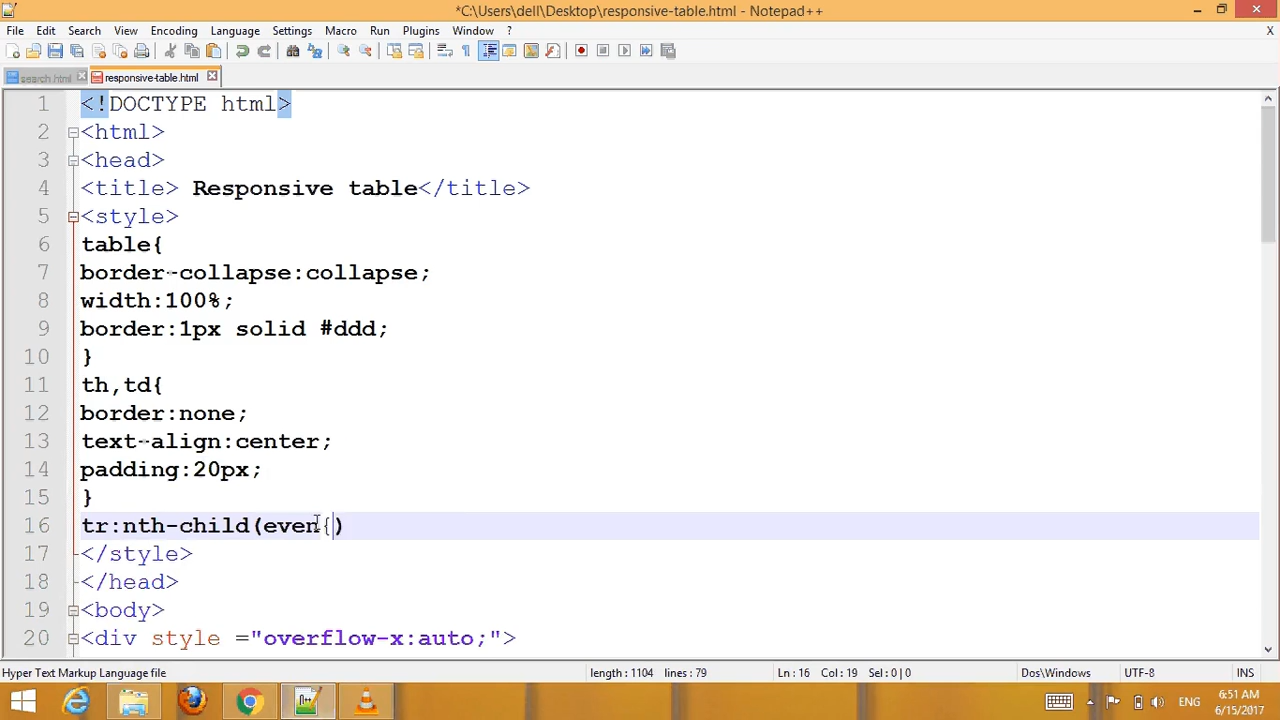 *C:\Users\dell\Desktop\responsive-table.html - Notepad++
File Edit Search View Encoding Language Settings Macro Run Plugins Window ? X
search.html responsive-table.html
1 <!DOCTYPE html>
2 <html>
3 <head>
4 <title> Responsive table</title>
5 <style>
6 table{
7 border-collapse:collapse;
8 width:100%;
9 border:1px solid #ddd;
10 }
11 th,td{
12 border:none;
13 text-align:center;
14 padding:20px;
15 }
16 tr:nth-child(even{)
17 </style>
18 </head>
19 <body>
20 <div style ="overflow-x:auto;">
Hyper Text Markup Language file length : 1104 lines : 79 Ln : 16 Col : 19 Sel : 0 | 0 Dos\Windows UTF-8 INS
ENG 6:51 AM
6/15/2017